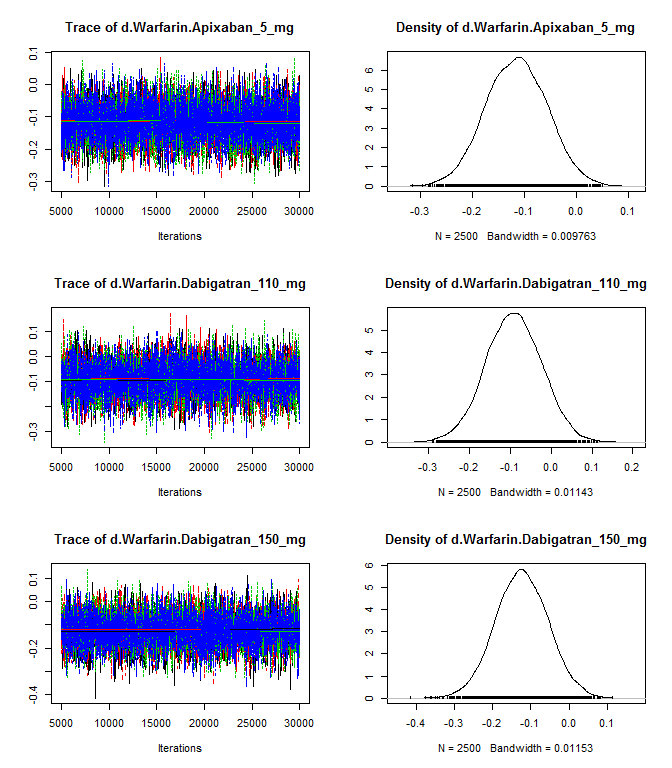 Trace of d.Warfarin.Apixaban_5_mg
0.1
0.0
-0.1
-0.2
-0.3
5000 10000 15000 20000 25000 30000
Iterations
Density of d.Warfarin.Apixaban_5_mg
6
5
4
3
2
1
0
-0.3 -0.2 -0.1 0.0 0.1
N = 2500 Bandwidth = 0.009763
Trace of d.Warfarin.Dabigatran_110_mg
0.1
0.0
-0.1
-0.3
5000 10000 15000 20000 25000 30000
Iterations
Density of d.Warfarin.Dabigatran_110_mg
5
4
3
2
1
0
-0.3 -0.2 -0.1 0.0 0.1 0.2
N = 2500 Bandwidth = 0.01143
Trace of d.Warfarin.Dabigatran_150_mg
0.1
0.0
-0.2
-0.4
5000 10000 15000 20000 25000 30000
Iterations
Density of d.Warfarin.Dabigatran_150_mg
6
5
4
3
2
1
0
-0.4 -0.3 -0.2 -0.1 0.0 0.1
N = 2500 Bandwidth = 0.01153